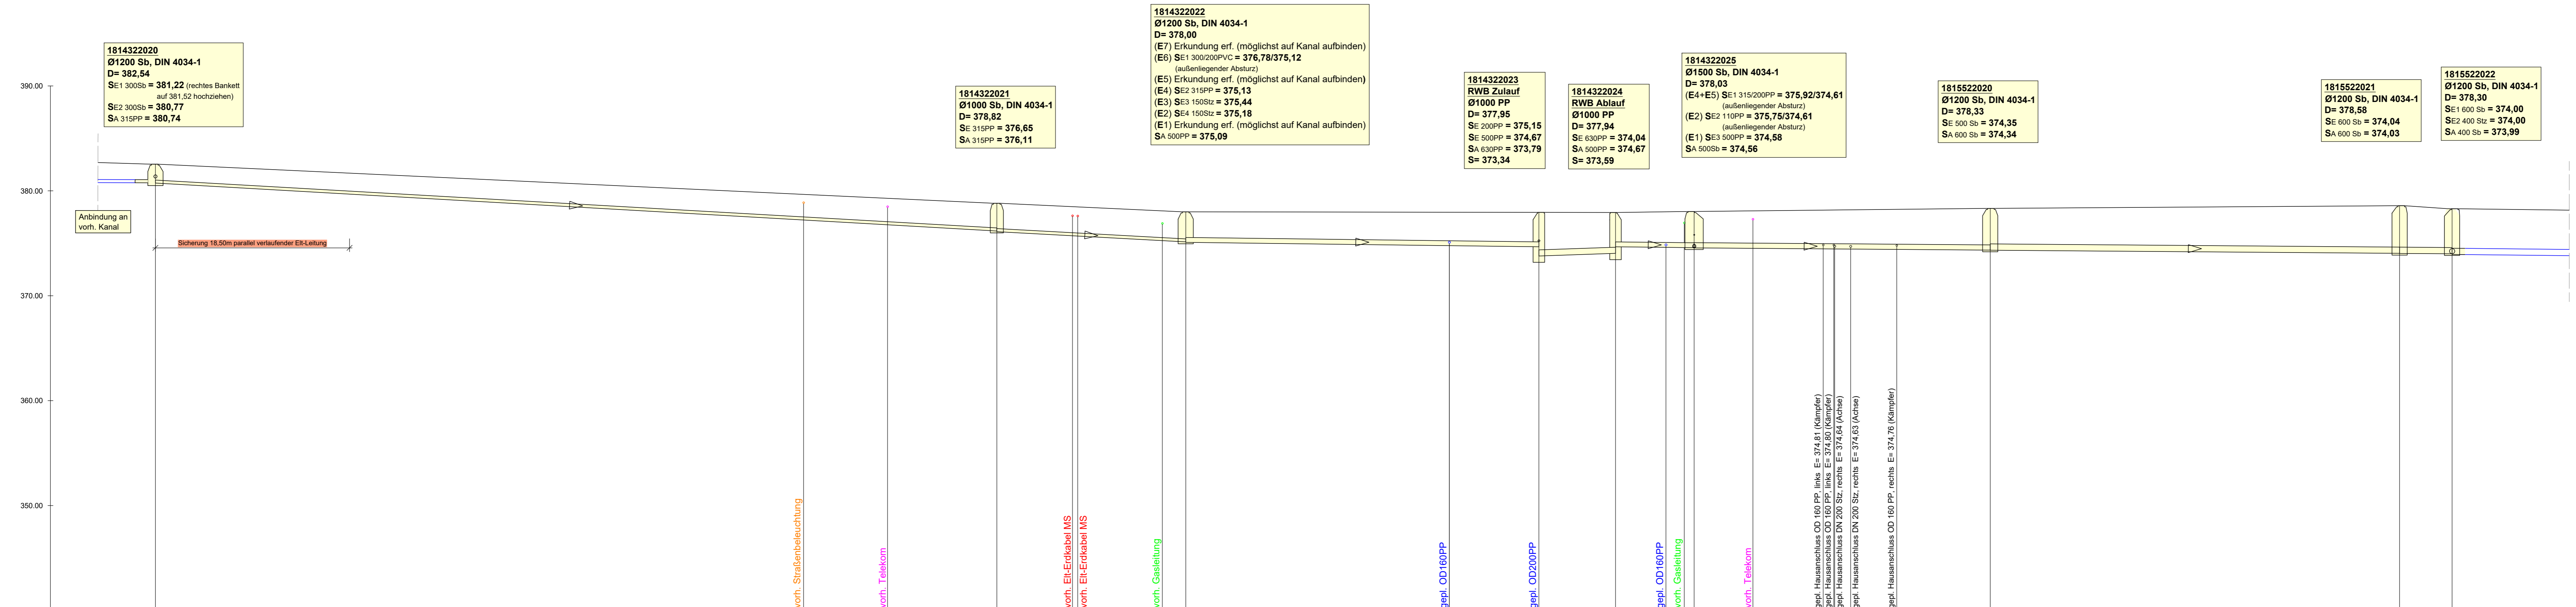 1814322020
Ø1200 Sb, DIN 4034-1
D= 382,54
SE1 300Sb = 381,22 (rechtes Bankett
auf 381,52 hochziehen)
SE2 300Sb = 380,77
SA 315PP = 380,74
1814322021
Ø1000 Sb, DIN 4034-1
D= 378,82
SE 315PP = 376,65
SA 315PP = 376,11
1814322022
Ø1200 Sb, DIN 4034-1
D= 378,00
(E7) Erkundung erf. (möglichst auf Kanal aufbinden)
(E6) SE1 300/200PVC = 376,78/375,12
(außenliegender Absturz)
(E5) Erkundung erf. (möglichst auf Kanal aufbinden)
(E4) SE2 315PP = 375,13
(E3) SE3 150Stz = 375,44
(E2) SE4 150Stz = 375,18
(E1) Erkundung erf. (möglichst auf Kanal aufbinden)
SA 500PP = 375,09
1814322023
RWB Zulauf
Ø1000 PP
D= 377,95
SE 200PP = 375,15
SE 500PP = 374,67
SA 630PP = 373,79
S= 373,34
1814322024
RWB Ablauf
Ø1000 PP
D= 377,94
SE 630PP = 374,04
SA 500PP = 374,67
S= 373,59
1814322025
Ø1500 Sb, DIN 4034-1
D= 378,03
(E4+E5) SE1 315/200PP = 375,92/374,61
(außenliegender Absturz)
(E2) SE2 110PP = 375,75/374,61
(außenliegender Absturz)
(E1) SE3 500PP = 374,58
SA 500Sb = 374,56
1815522020
Ø1200 Sb, DIN 4034-1
D= 378,33
SE 500 Sb = 374,35
SA 600 Sb = 374,34
1815522021
Ø1200 Sb, DIN 4034-1
D= 378,58
SE 600 Sb = 374,04
SA 600 Sb = 374,03
1815522022
Ø1200 Sb, DIN 4034-1
D= 378,30
SE1 600 Sb = 374,00
SE2 400 Stz = 374,00
SA 400 Sb = 373,99
390.00
380.00
370.00
360.00
350.00
Anbindung an
vorh. Kanal
Sicherung 18,50m parallel verlaufender Elt-Leitung
vorh. Straßenbeleuchtung
vorh. Telekom
vorh. Elt-Erdkabel MS
vorh. Elt-Erdkabel MS
vorh. Gasleitung
gepl. OD160PP
gepl. OD200PP
gepl. OD160PP
vorh. Gasleitung
vorh. Telekom
gepl. Hausanschluss OD 160 PP, links E= 374,81 (Kämpfer)
gepl. Hausanschluss OD 160 PP, links E= 374,80 (Kämpfer)
gepl. Hausanschluss DN 200 Stz, rechts E= 374,64 (Achse)
gepl. Hausanschluss DN 200 Stz, rechts E= 374,63 (Achse)
gepl. Hausanschluss OD 160 PP, rechts E= 374,76 (Kämpfer)